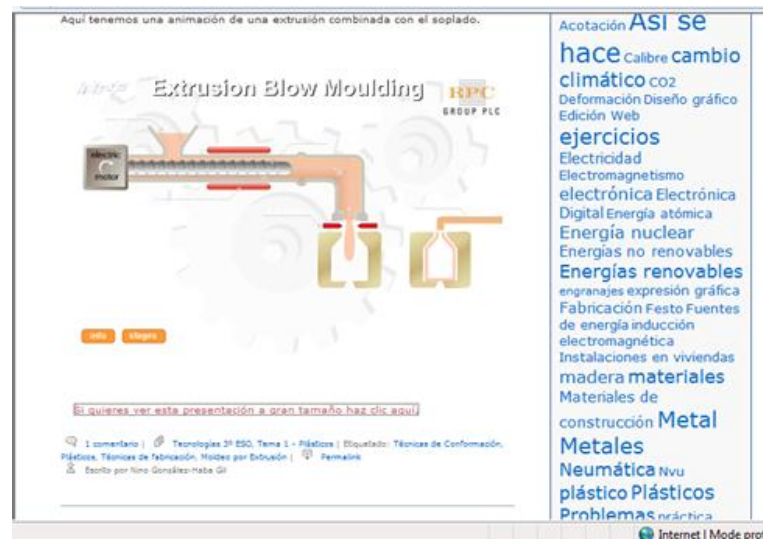 Aquí tenemos una animación de una extrusión combinada con el soplado.
Extrusion Blow Moulding
RPC
GROUP PLC
electric
motor
info
stages
Si quieres ver esta presentación a gran tamaño haz clic aquí.
1 comentario | Tecnologías 3º ESO, Tema 1 - Plásticos | Etiquetado: Técnicas de Conformación,
Plásticos, Técnicas de fabricación, Moldeo por Extrusión | Permalink
Escrito por Nino González-Haba Gil
Acotación Así se
hace Calibre cambio
climático CO2
Deformación Diseño gráfico
Edición Web
ejercicios
Electricidad
Electromagnetismo
electrónica Electrónica
Digital Energía atómica
Energía nuclear
Energías no renovables
Energías renovables
engranajes expresión gráfica
Fabricación Festo Fuentes
de energía inducción
electromagnética
Instalaciones en viviendas
madera materiales
Materiales de
construcción Metal
Metales
Neumática Nvu
plástico Plásticos
Problemas práctica
Internet | Mode prot